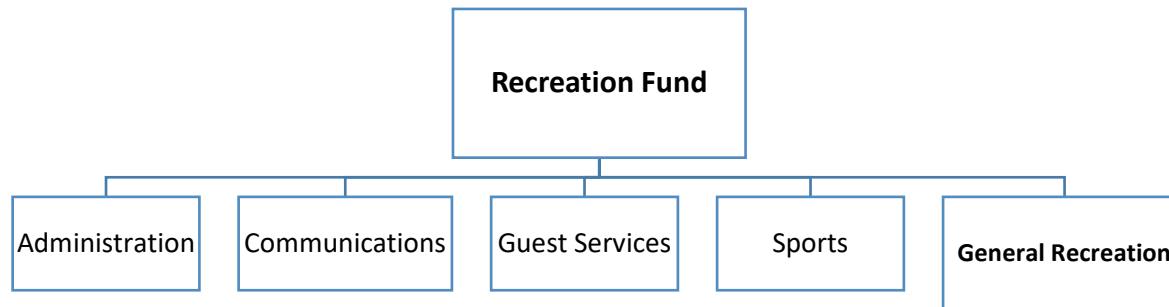 Recreation Fund
Administration
Communications
Guest Services
Sports
General Recreation